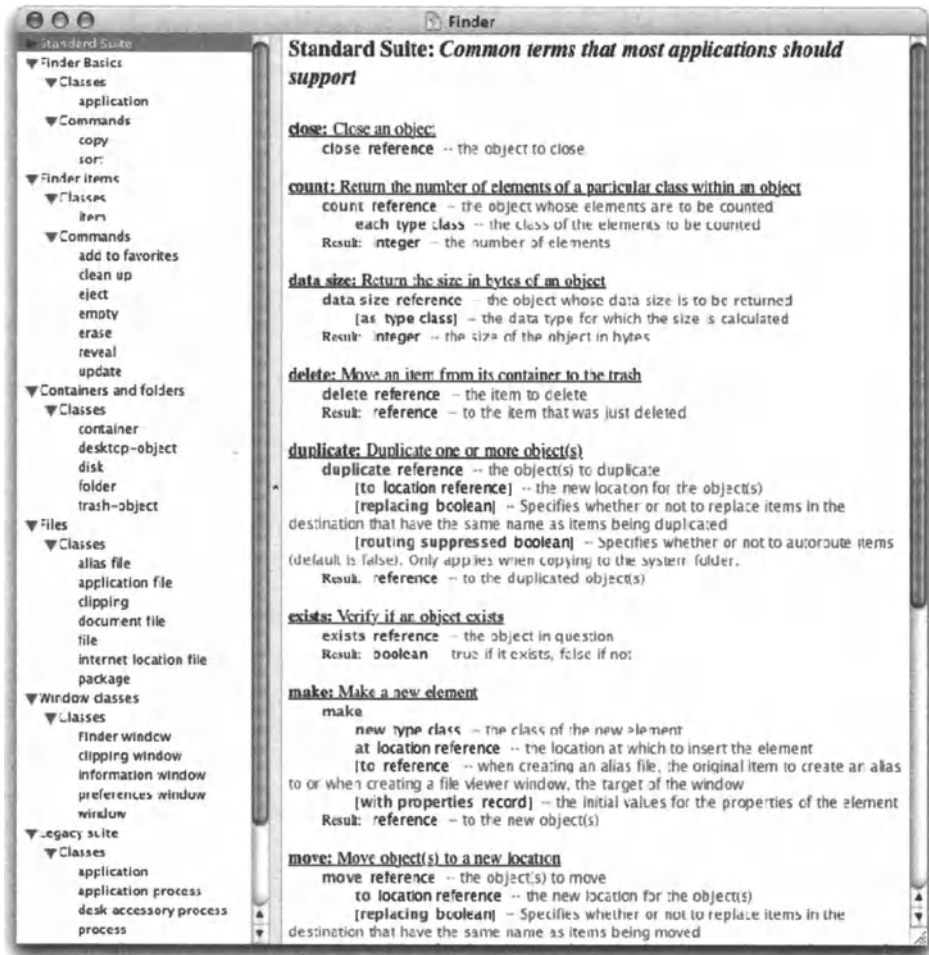 Finder
Standard Suite
Finder Basics
Classes
application
Commands
copy
sort
Finder items
Classes
item
Commands
add to favorites
clean up
eject
empty
erase
reveal
update
Containers and folders
Classes
container
desktop-object
disk
folder
trash-object
Files
Classes
alias file
application file
clipping
document file
file
internet location file
package
Window classes
Classes
Finder window
clipping window
information window
preferences window
window
Legacy suite
Classes
application
application process
desk accessory process
process
Standard Suite: Common terms that most applications should
support
close: Close an object
close reference -- the object to close
count: Return the number of elements of a particular class within an object
count reference -- the object whose elements are to be counted
each type class -- the class of the elements to be counted
Result: integer -- the number of elements
data size: Return the size in bytes of an object
data size reference -- the object whose data size is to be returned
[as type class] -- the data type for which the size is calculated
Result: integer -- the size of the object in bytes
delete: Move an item from its container to the trash
delete reference -- the item to delete
Result: reference -- to the item that was just deleted
duplicate: Duplicate one or more object(s)
duplicate reference -- the object(s) to duplicate
[to location reference] -- the new location for the object(s)
[replacing boolean] -- Specifies whether or not to replace items in the
destination that have the same name as items being duplicated
[routing suppressed boolean] -- Specifies whether or not to autoroute items
(default is false). Only applies when copying to the system folder.
Result: reference -- to the duplicated object(s)
exists: Verify if an object exists
exists reference -- the object in question
Result: boolean -- true if it exists, false if not
make: Make a new element
make
new type class -- the class of the new element
at location reference -- the location at which to insert the element
[to reference] -- when creating an alias file, the original item to create an alias
to or when creating a file viewer window, the target of the window
[with properties record] -- the initial values for the properties of the element
Result: reference -- to the new object(s)
move: Move object(s) to a new location
move reference -- the object(s) to move
to location reference -- the new location for the object(s)
[replacing boolean] -- Specifies whether or not to replace items in the
destination that have the same name as items being moved